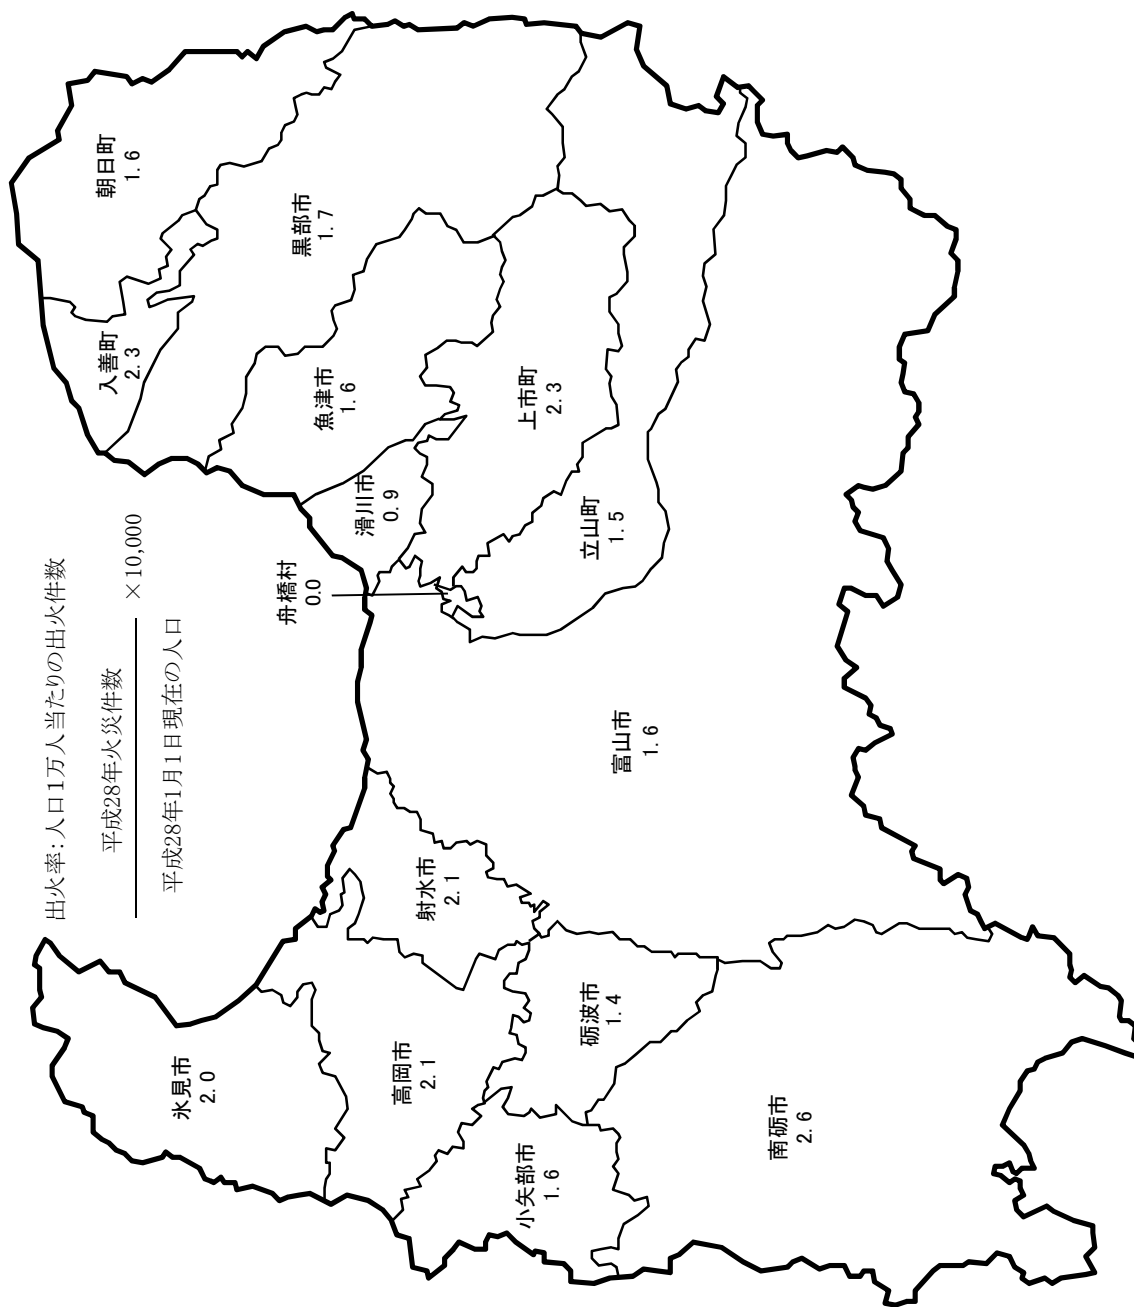 出火率：人口1万人当たりの出火件数
平成28年火災件数
×10,000
平成28年1月1日現在の人口
朝日町
1.6
入善町
2.3
黒部市
1.7
魚津市
1.6
滑川市
0.9
上市町
2.3
舟橋村
0.0
立山町
1.5
富山市
1.6
射水市
2.1
氷見市
2.0
高岡市
2.1
砺波市
1.4
小矢部市
1.6
南砺市
2.6